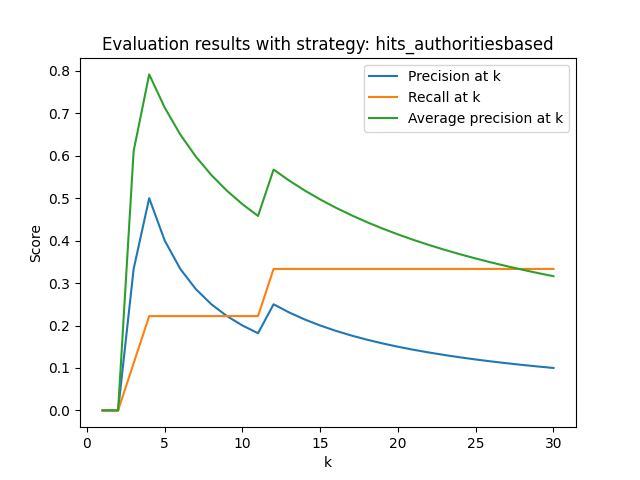 Evaluation results with strategy: hits_authoritiesbased
Precision at k
Recall at k
Average precision at k
Score
0.8
0.7
0.6
0.5
0.4
0.3
0.2
0.1
0.0
0
5
10
15
20
25
30
k